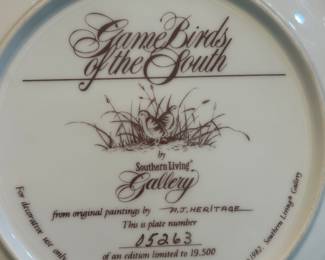 Game Birds
of the South
by
Southern Living®
Gallery
from original paintings by N.J. HERITAGE
This is plate number
05263
of an edition limited to 19,500
For decorative use only
1982, Southern Living® Gallery